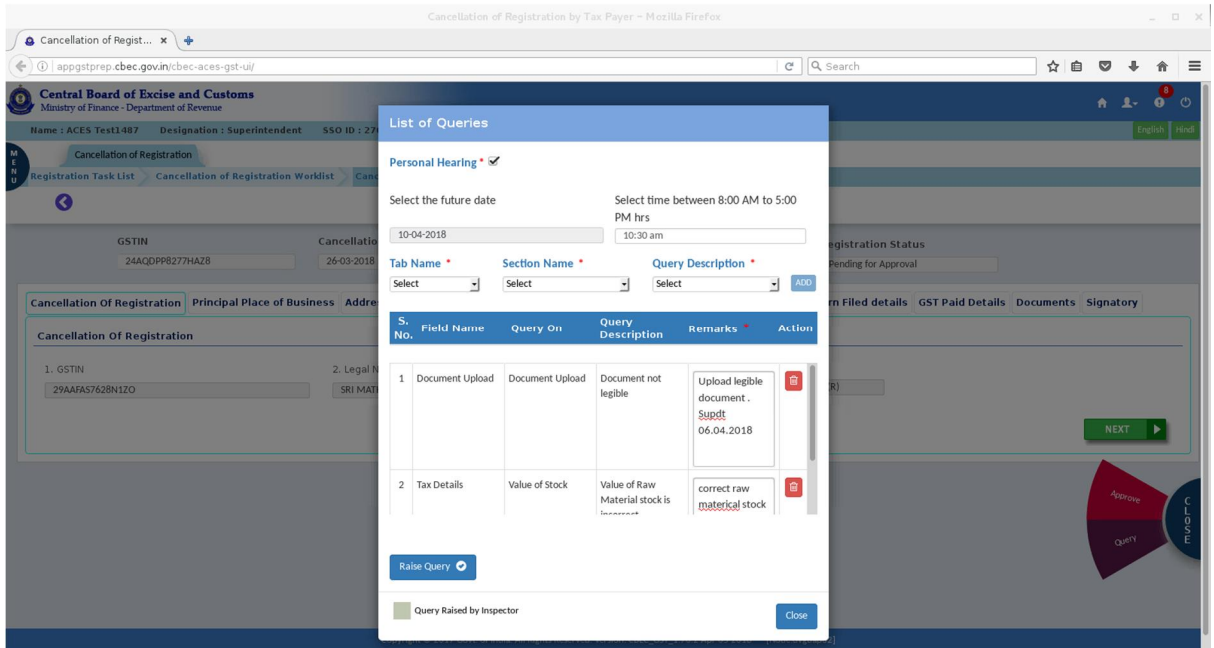 Cancellation of Registration by Tax Payer - Mozilla Firefox
Cancellation of Regist...
appgstprep.cbec.gov.in/cbec-aces-gst-ui/
Search
Central Board of Excise and Customs
Ministry of Finance - Department of Revenue
8
Name : ACES Test1487 Designation : Superintendent SSO ID : 270
English Hindi
MENU
Cancellation of Registration
Registration Task List Cancellation of Registration Worklist Canc
GSTIN
24AQDPP8277HAZ8
Cancellatio
26-03-2018
egistration Status
Pending for Approval
Cancellation Of Registration Principal Place of Business Addre
rn Filed details GST Paid Details Documents Signatory
Cancellation Of Registration
1. GSTIN
29AAFAS7628N1ZO
2. Legal N
SRI MATI
R)
NEXT
Approve
Query
CLOSE
List of Queries
Personal Hearing *
Select the future date
10-04-2018
Select time between 8:00 AM to 5:00
PM hrs
10:30 am
Tab Name * Section Name * Query Description *
Select Select Select ADD
S. No. Field Name Query On Query Description Remarks * Action
1 Document Upload Document Upload Document not
legible
Upload legible
document .
Supdt
06.04.2018
2 Tax Details Value of Stock Value of Raw
Material stock is
incorrect
correct raw
materical stock
Raise Query
Query Raised by Inspector
Close